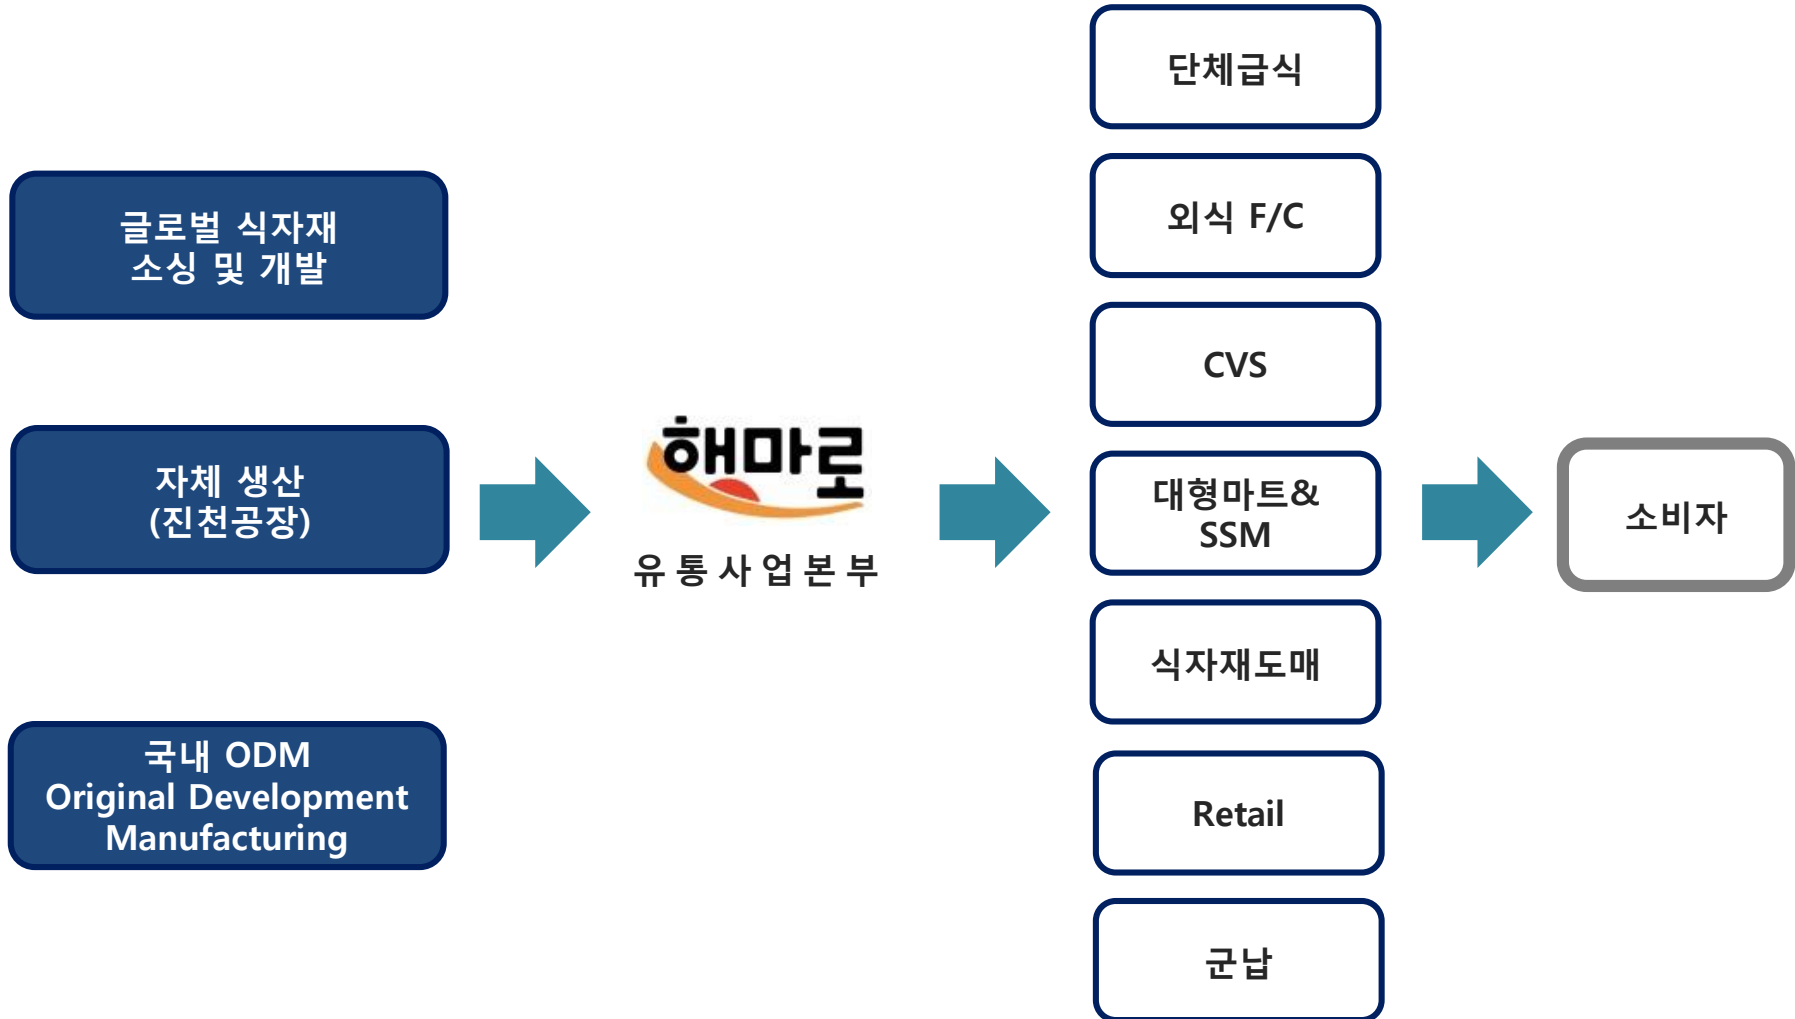 글로벌 식자재
소싱 및 개발
자체 생산
(진천공장)
국내 ODM
Original Development
Manufacturing
해마로
유통사업본부
단체급식
외식 F/C
CVS
대형마트&
SSM
식자재도매
Retail
군납
소비자